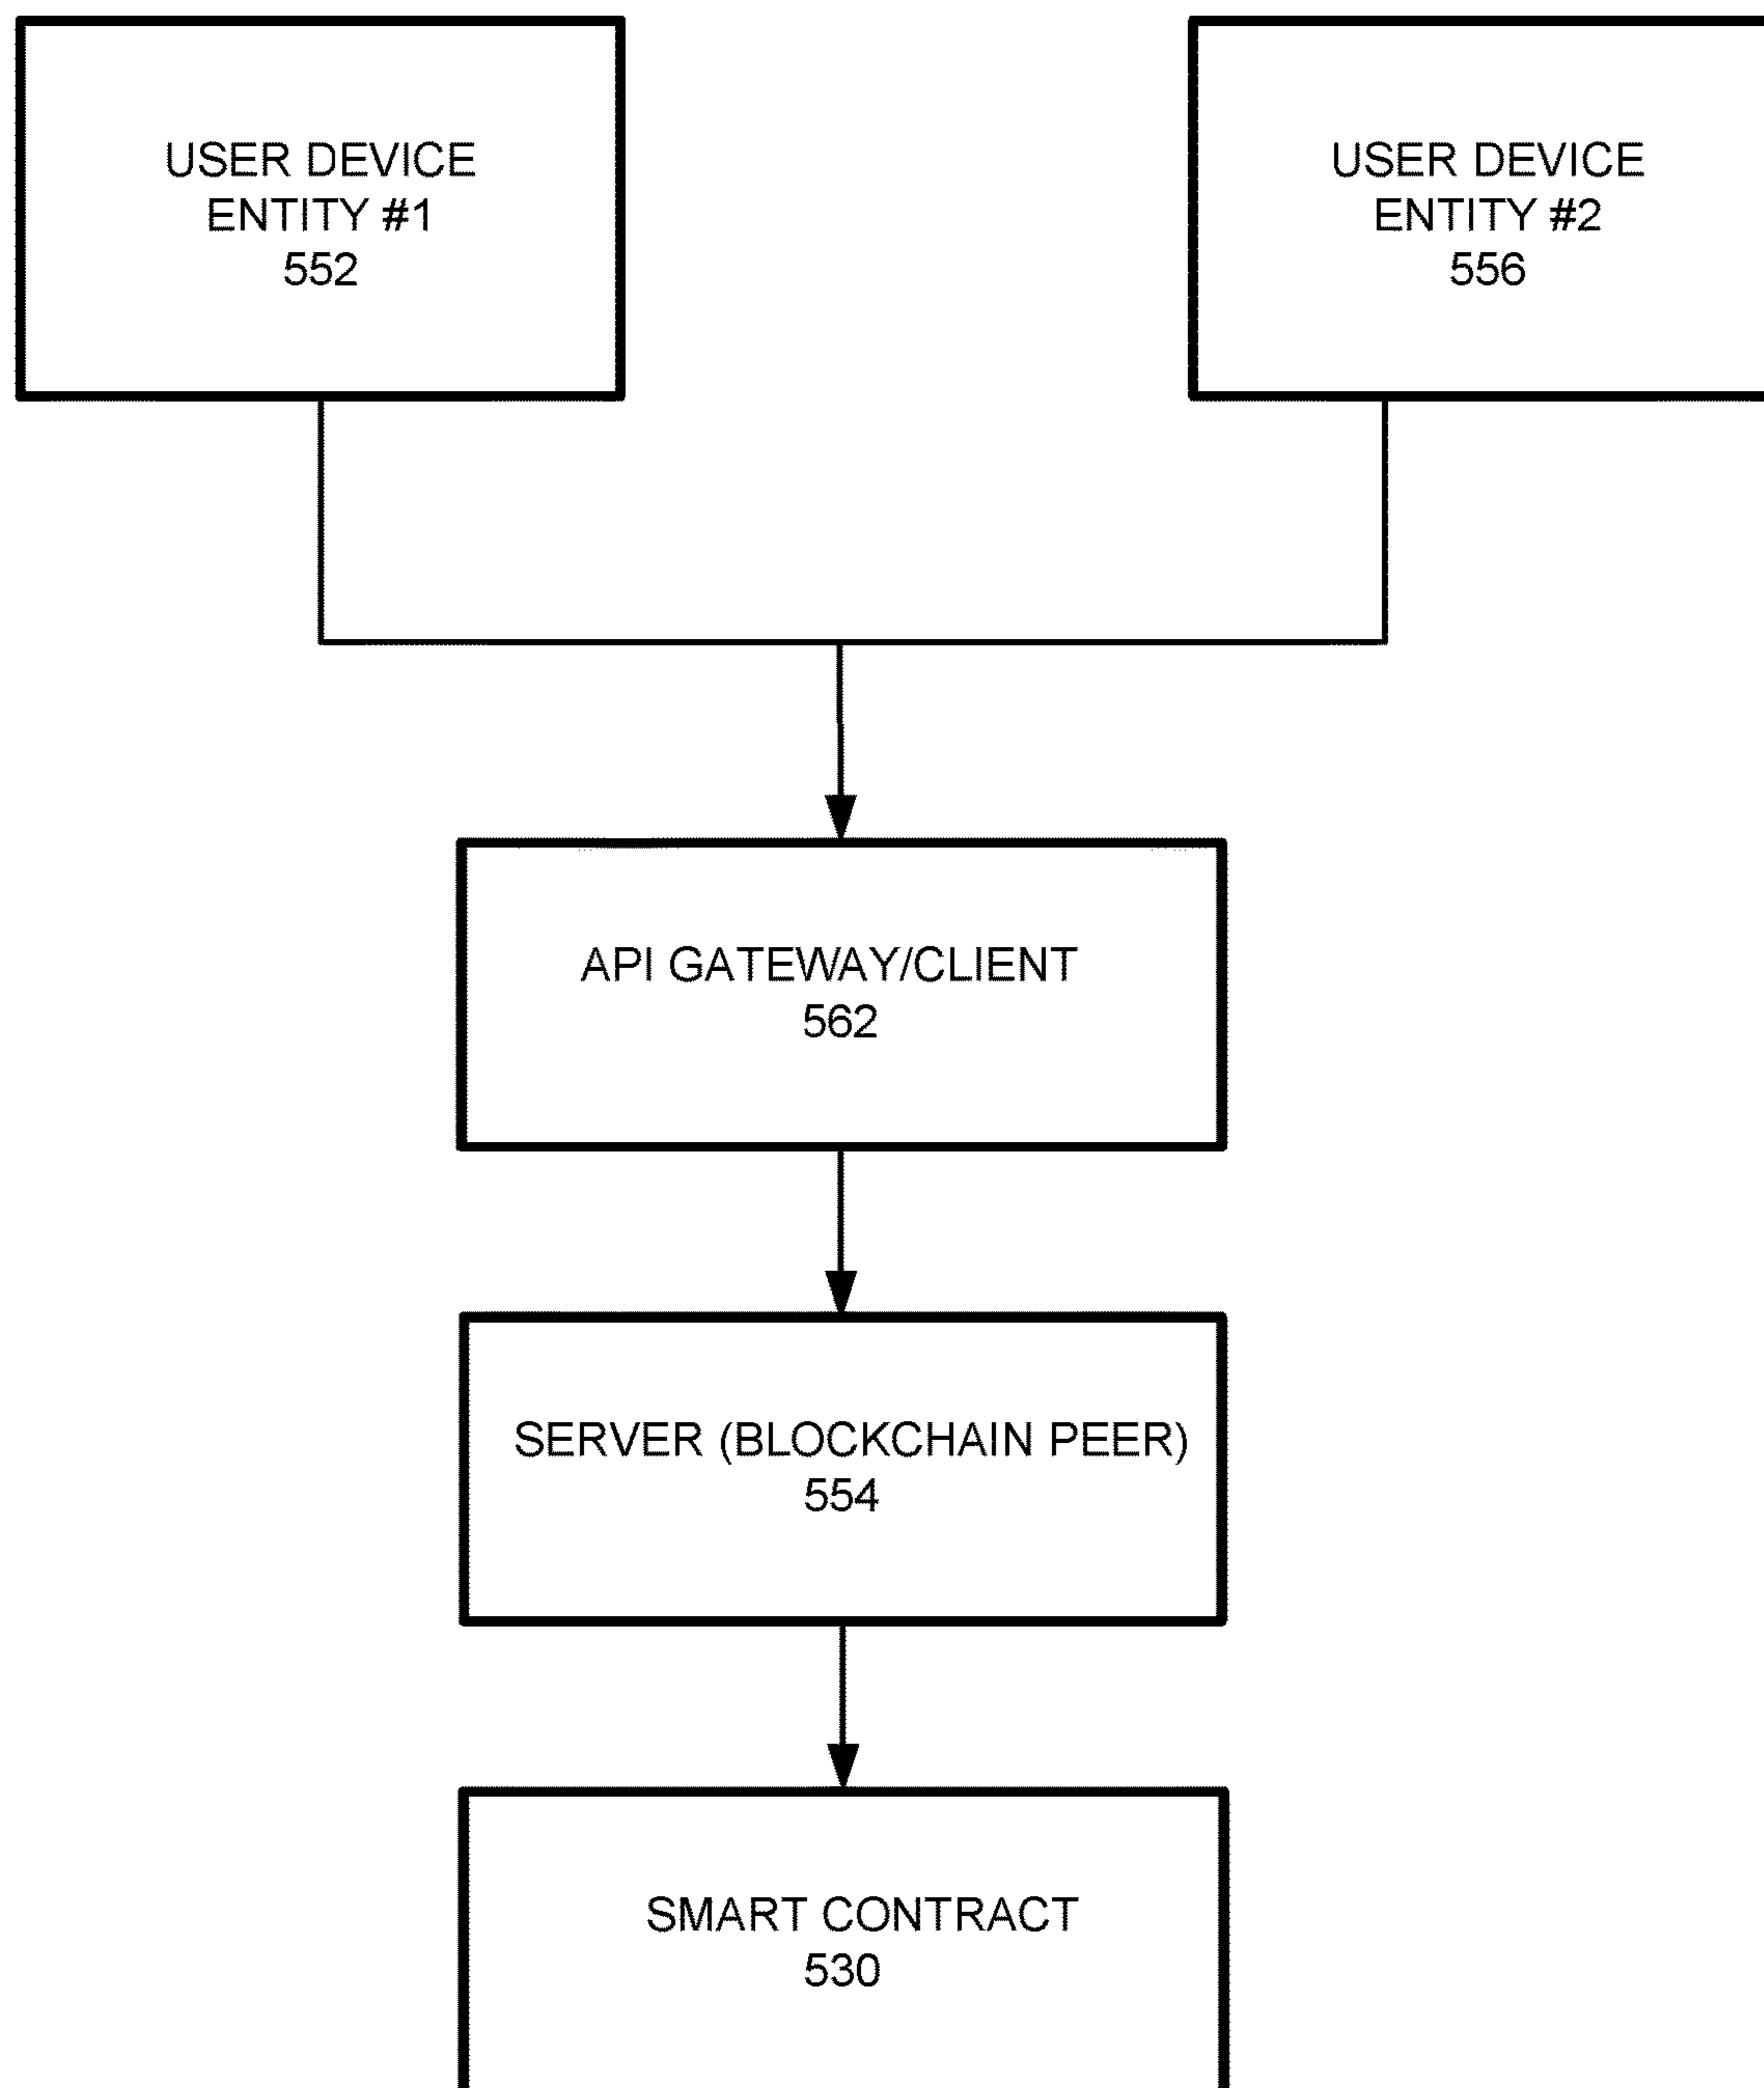 USER DEVICE
ENTITY #1
552
USER DEVICE
ENTITY #2
556
API GATEWAY/CLIENT
562
SERVER (BLOCKCHAIN PEER)
554
SMART CONTRACT
530